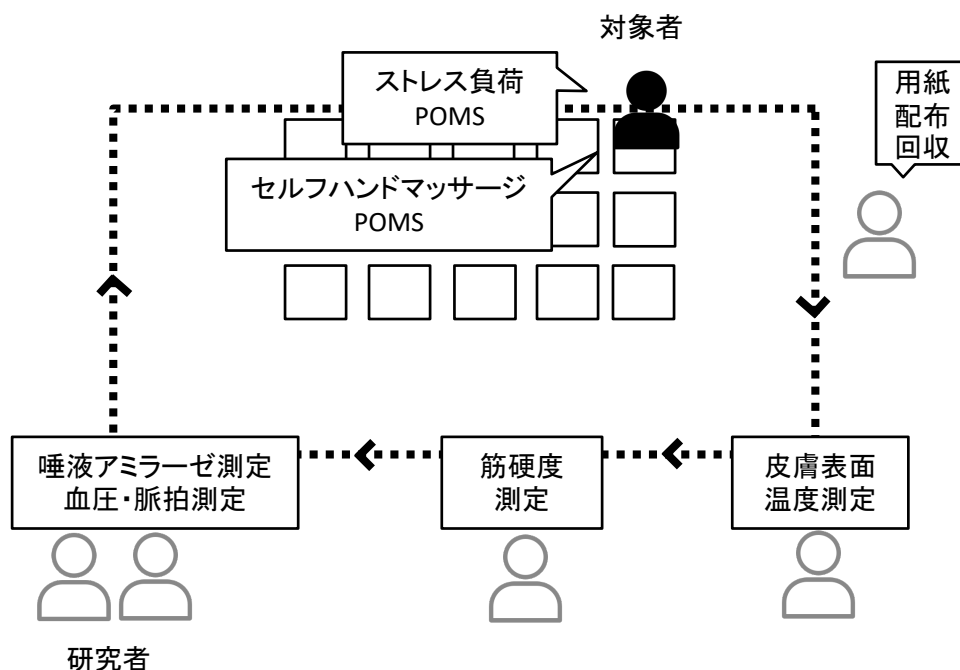 対象者
ストレス負荷
POMS
用紙
配布
回収
セルフハンドマッサージ
POMS
唾液アミラーゼ測定
血圧・脈拍測定
筋硬度
測定
皮膚表面
温度測定
研究者